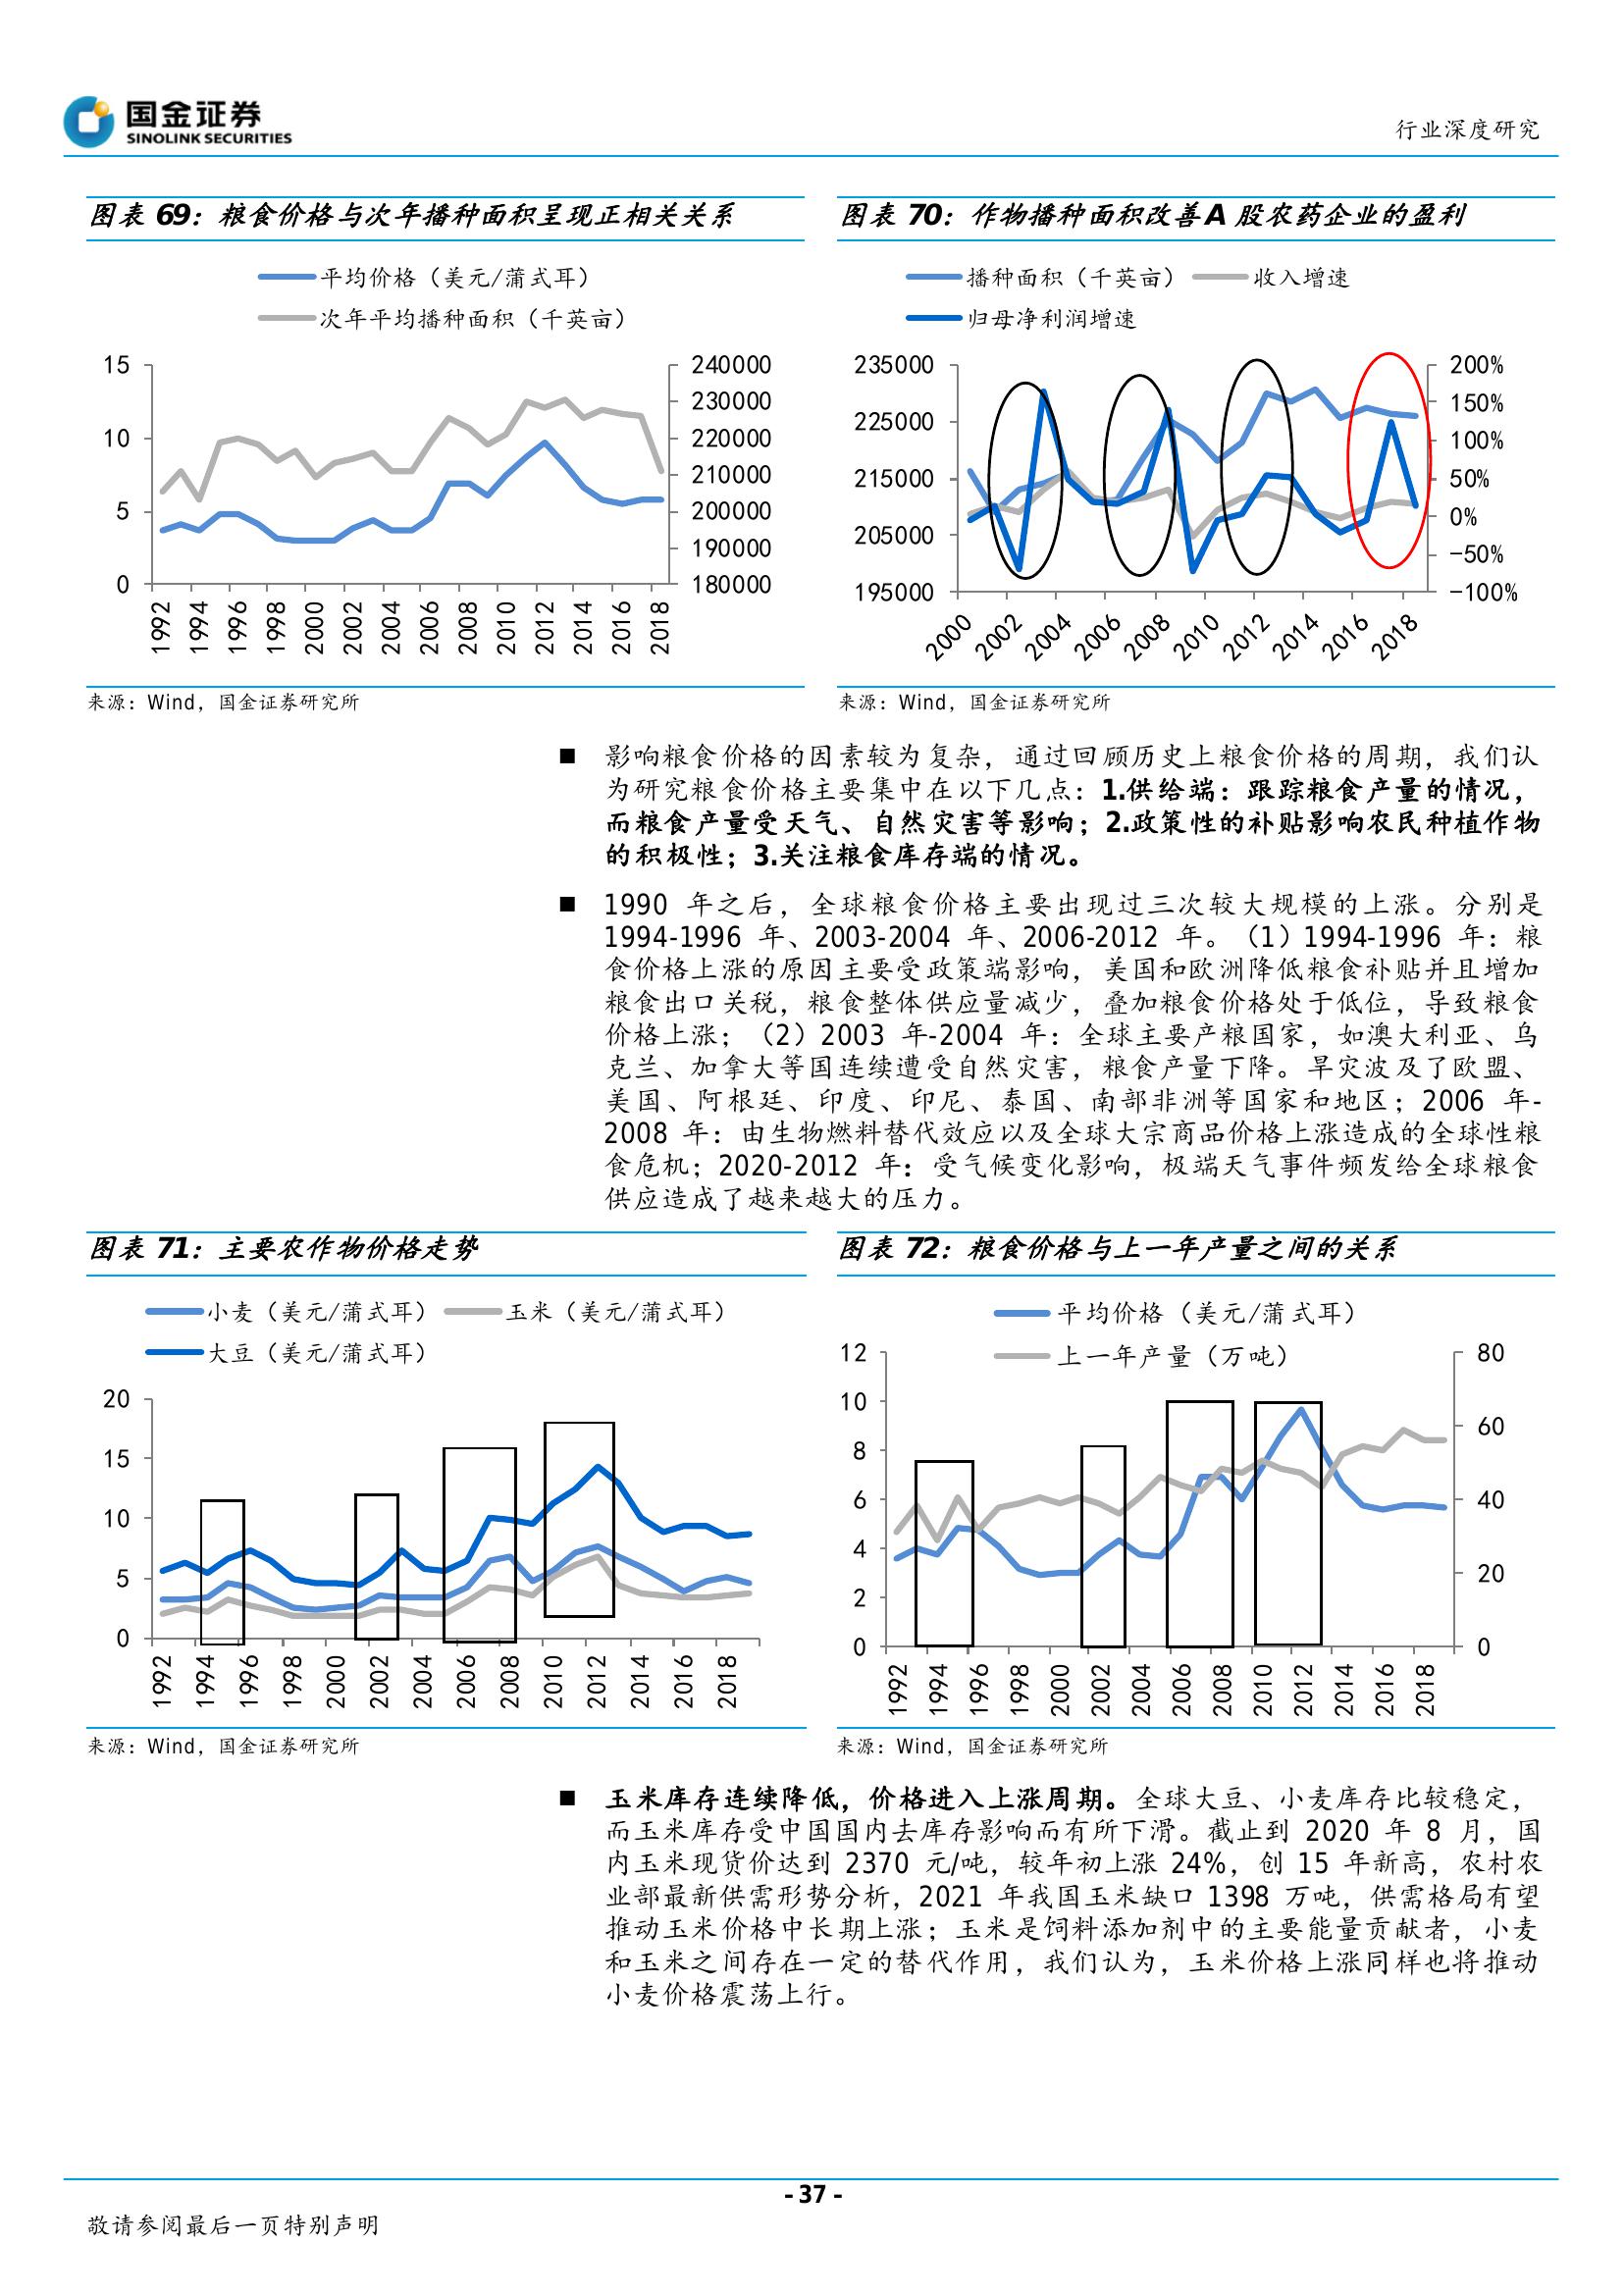 国金证券
SINOLINK SECURITIES
行业深度研究
图表 69：粮食价格与次年播种面积呈现正相关关系
平均价格（美元/蒲式耳）
次年平均播种面积（千英亩）
15
10
5
0
240000
230000
220000
210000
200000
190000
180000
1992 1994 1996 1998 2000 2002 2004 2006 2008 2010 2012 2014 2016 2018
来源：Wind，国金证券研究所
图表 70：作物播种面积改善 A 股农药企业的盈利
播种面积（千英亩） 收入增速
归母净利润增速
235000
225000
215000
205000
195000
200%
150%
100%
50%
0%
-50%
-100%
2000 2002 2004 2006 2008 2010 2012 2014 2016 2018
来源：Wind，国金证券研究所
■ 影响粮食价格的因素较为复杂，通过回顾历史上粮食价格的周期，我们认
为研究粮食价格主要集中在以下几点：1.供给端：跟踪粮食产量的情况，
而粮食产量受天气、自然灾害等影响；2.政策性的补贴影响农民种植作物
的积极性；3.关注粮食库存端的情况。
■ 1990 年之后，全球粮食价格主要出现过三次较大规模的上涨。分别是
1994-1996 年、2003-2004 年、2006-2012 年。（1）1994-1996 年：粮
食价格上涨的原因主要受政策端影响，美国和欧洲降低粮食补贴并且增加
粮食出口关税，粮食整体供应量减少，叠加粮食价格处于低位，导致粮食
价格上涨；（2）2003 年-2004 年：全球主要产粮国家，如澳大利亚、乌
克兰、加拿大等国连续遭受自然灾害，粮食产量下降。旱灾波及了欧盟、
美国、阿根廷、印度、印尼、泰国、南部非洲等国家和地区；2006 年-
2008 年：由生物燃料替代效应以及全球大宗商品价格上涨造成的全球性粮
食危机；2020-2012 年：受气候变化影响，极端天气事件频发给全球粮食
供应造成了越来越大的压力。
图表 71：主要农作物价格走势
小麦（美元/蒲式耳） 玉米（美元/蒲式耳）
大豆（美元/蒲式耳）
20
15
10
5
0
1992 1994 1996 1998 2000 2002 2004 2006 2008 2010 2012 2014 2016 2018
来源：Wind，国金证券研究所
图表 72：粮食价格与上一年产量之间的关系
平均价格（美元/蒲式耳）
上一年产量（万吨）
12
10
8
6
4
2
0
80
60
40
20
0
1992 1994 1996 1998 2000 2002 2004 2006 2008 2010 2012 2014 2016 2018
来源：Wind，国金证券研究所
■ 玉米库存连续降低，价格进入上涨周期。全球大豆、小麦库存比较稳定，
而玉米库存受中国国内去库存影响而有所下滑。截止到 2020 年 8 月，国
内玉米现货价达到 2370 元/吨，较年初上涨 24%，创 15 年新高，农村农
业部最新供需形势分析，2021 年我国玉米缺口 1398 万吨，供需格局有望
推动玉米价格中长期上涨；玉米是饲料添加剂中的主要能量贡献者，小麦
和玉米之间存在一定的替代作用，我们认为，玉米价格上涨同样也将推动
小麦价格震荡上行。
- 37 -
敬请参阅最后一页特别声明